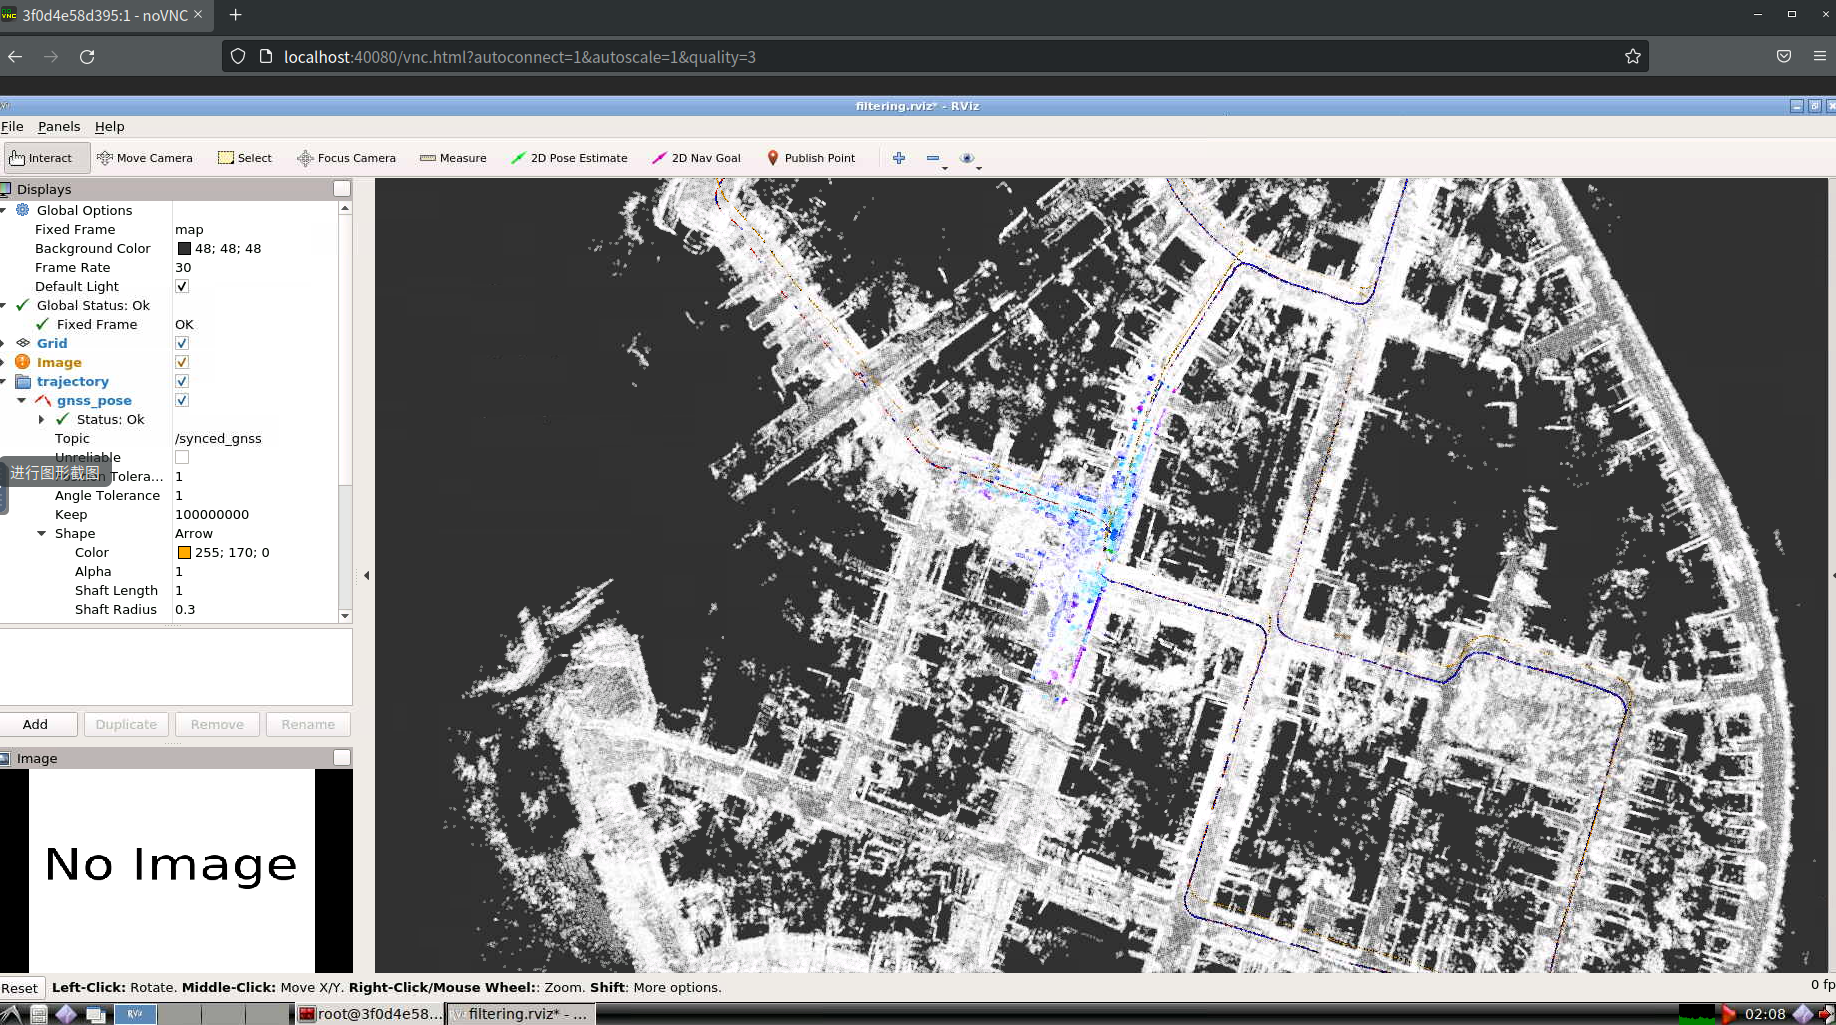 3f0d4e58d395:1 - noVNC
localhost:40080/vnc.html?autoconnect=1&autoscale=1&quality=3
filtering.rviz* - RViz
File Panels Help
Interact Move Camera Select Focus Camera Measure 2D Pose Estimate 2D Nav Goal Publish Point
Displays
Global Options
Fixed Frame map
Background Color 48; 48; 48
Frame Rate 30
Default Light
Global Status: Ok
Fixed Frame OK
Grid
Image
trajectory
gnss_pose
Status: Ok
Topic /synced_gnss
Unreliable
进行图形截图
Tolera... 1
Angle Tolerance 1
Keep 100000000
Shape Arrow
Color 255; 170; 0
Alpha 1
Shaft Length 1
Shaft Radius 0.3
Add Duplicate Remove Rename
Image
No Image
Reset Left-Click: Rotate. Middle-Click: Move X/Y. Right-Click/Mouse Wheel:: Zoom. Shift: More options. 0 fp
RViz root@3f0d4e58... filtering.rviz* - ... 02:08